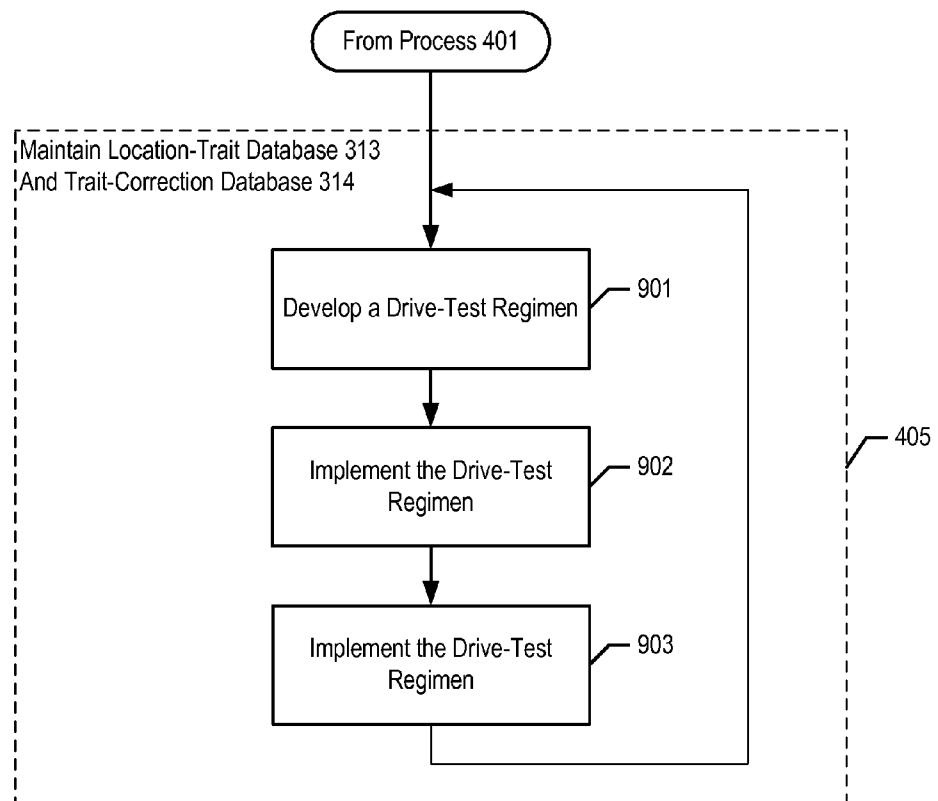 From Process 401
Maintain Location-Trait Database 313
And Trait-Correction Database 314
Develop a Drive-Test Regimen
901
405
Implement the Drive-Test
Regimen
902
Implement the Drive-Test
Regimen
903